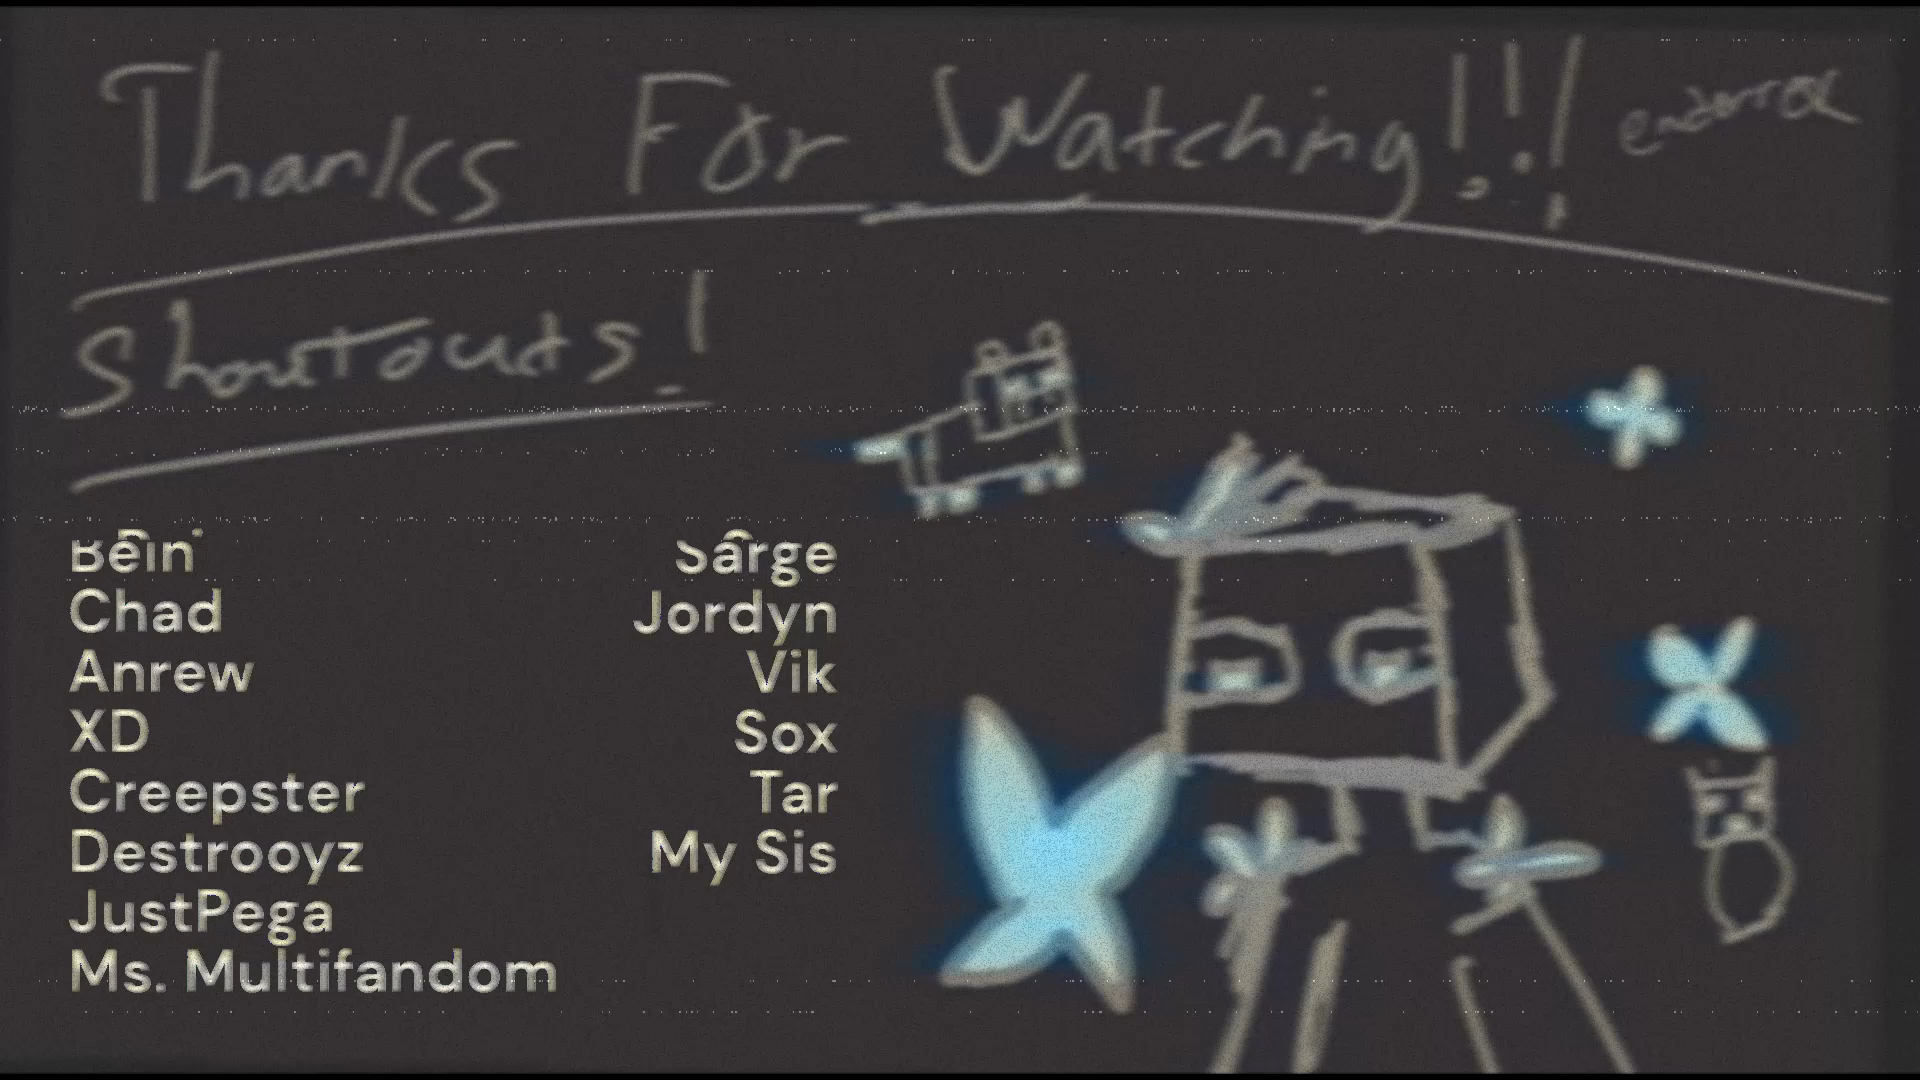 Thanks For Watching!!! enderrox
Shoutouts!
Bein
Chad
Anrew
XD
Creepster
Destrooyz
JustPega
Ms. Multifandom
Sarge
Jordyn
Vik
Sox
Tar
My Sis